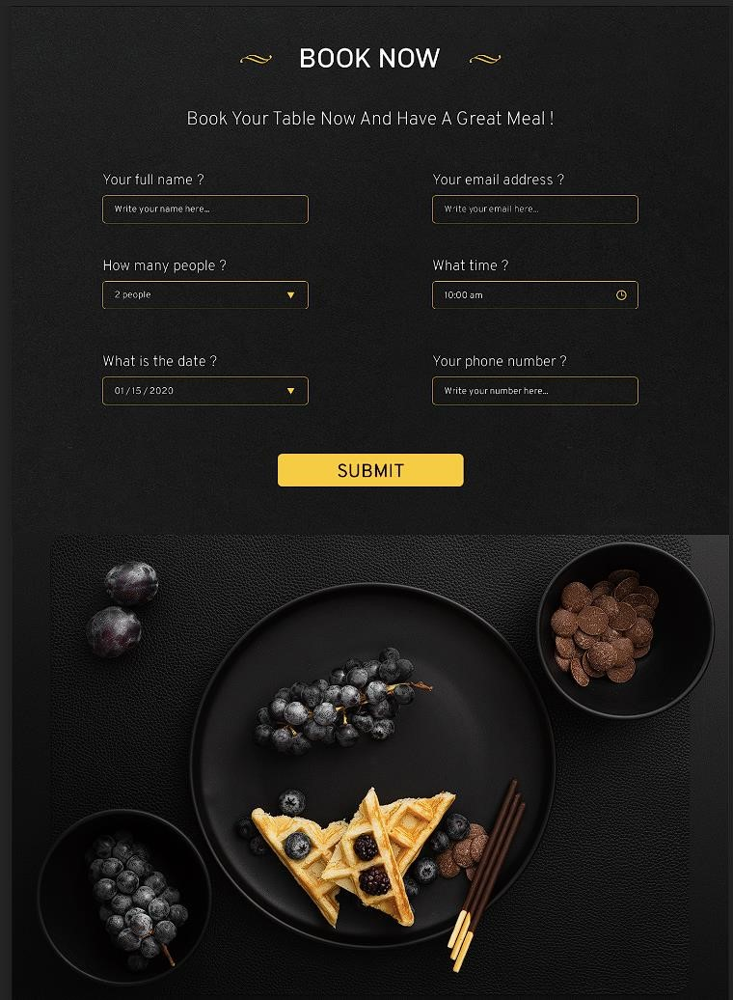 BOOK NOW
Book Your Table Now And Have A Great Meal !
Your full name ?
Your email address ?
Write your name here...
Write your email here...
How many people ?
What time ?
2 people
10:00 am
What is the date ?
Your phone number ?
01 / 15 / 2020
Write your number here...
SUBMIT